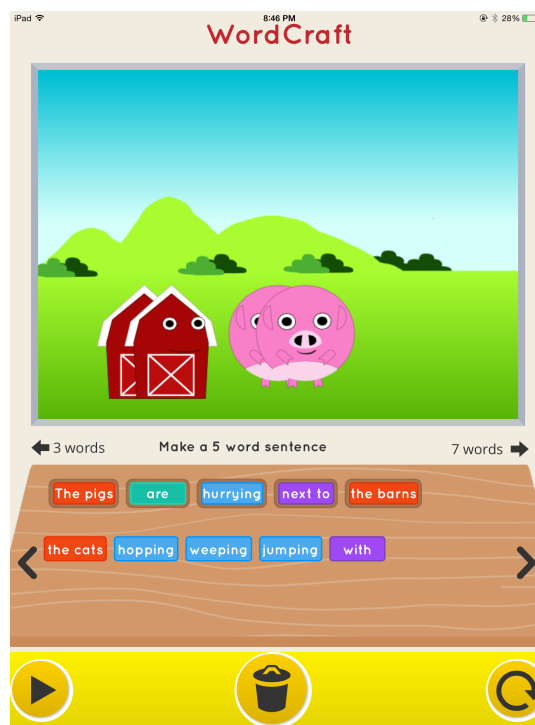 iPad 8:46 PM 28%
WordCraft
3 words Make a 5 word sentence 7 words
The pigs are hurrying next to the barns
the cats hopping weeping jumping with